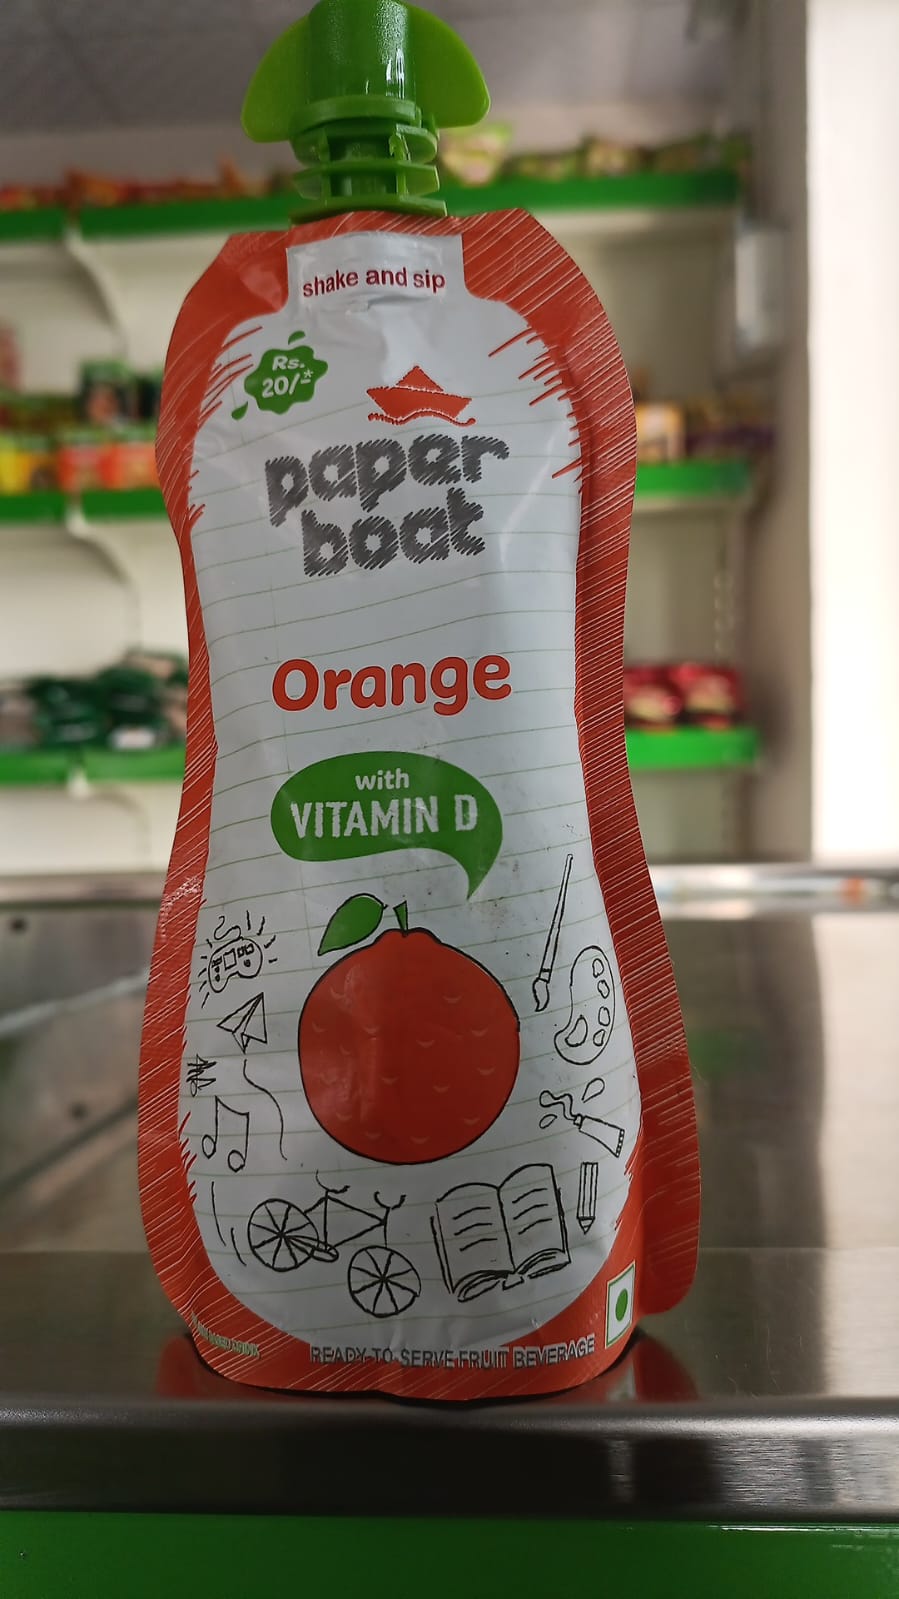 shake and sip
Rs.
20/-*
paper
boat
Orange
with
VITAMIN D
READY TO SERVE FRUIT BEVERAGE